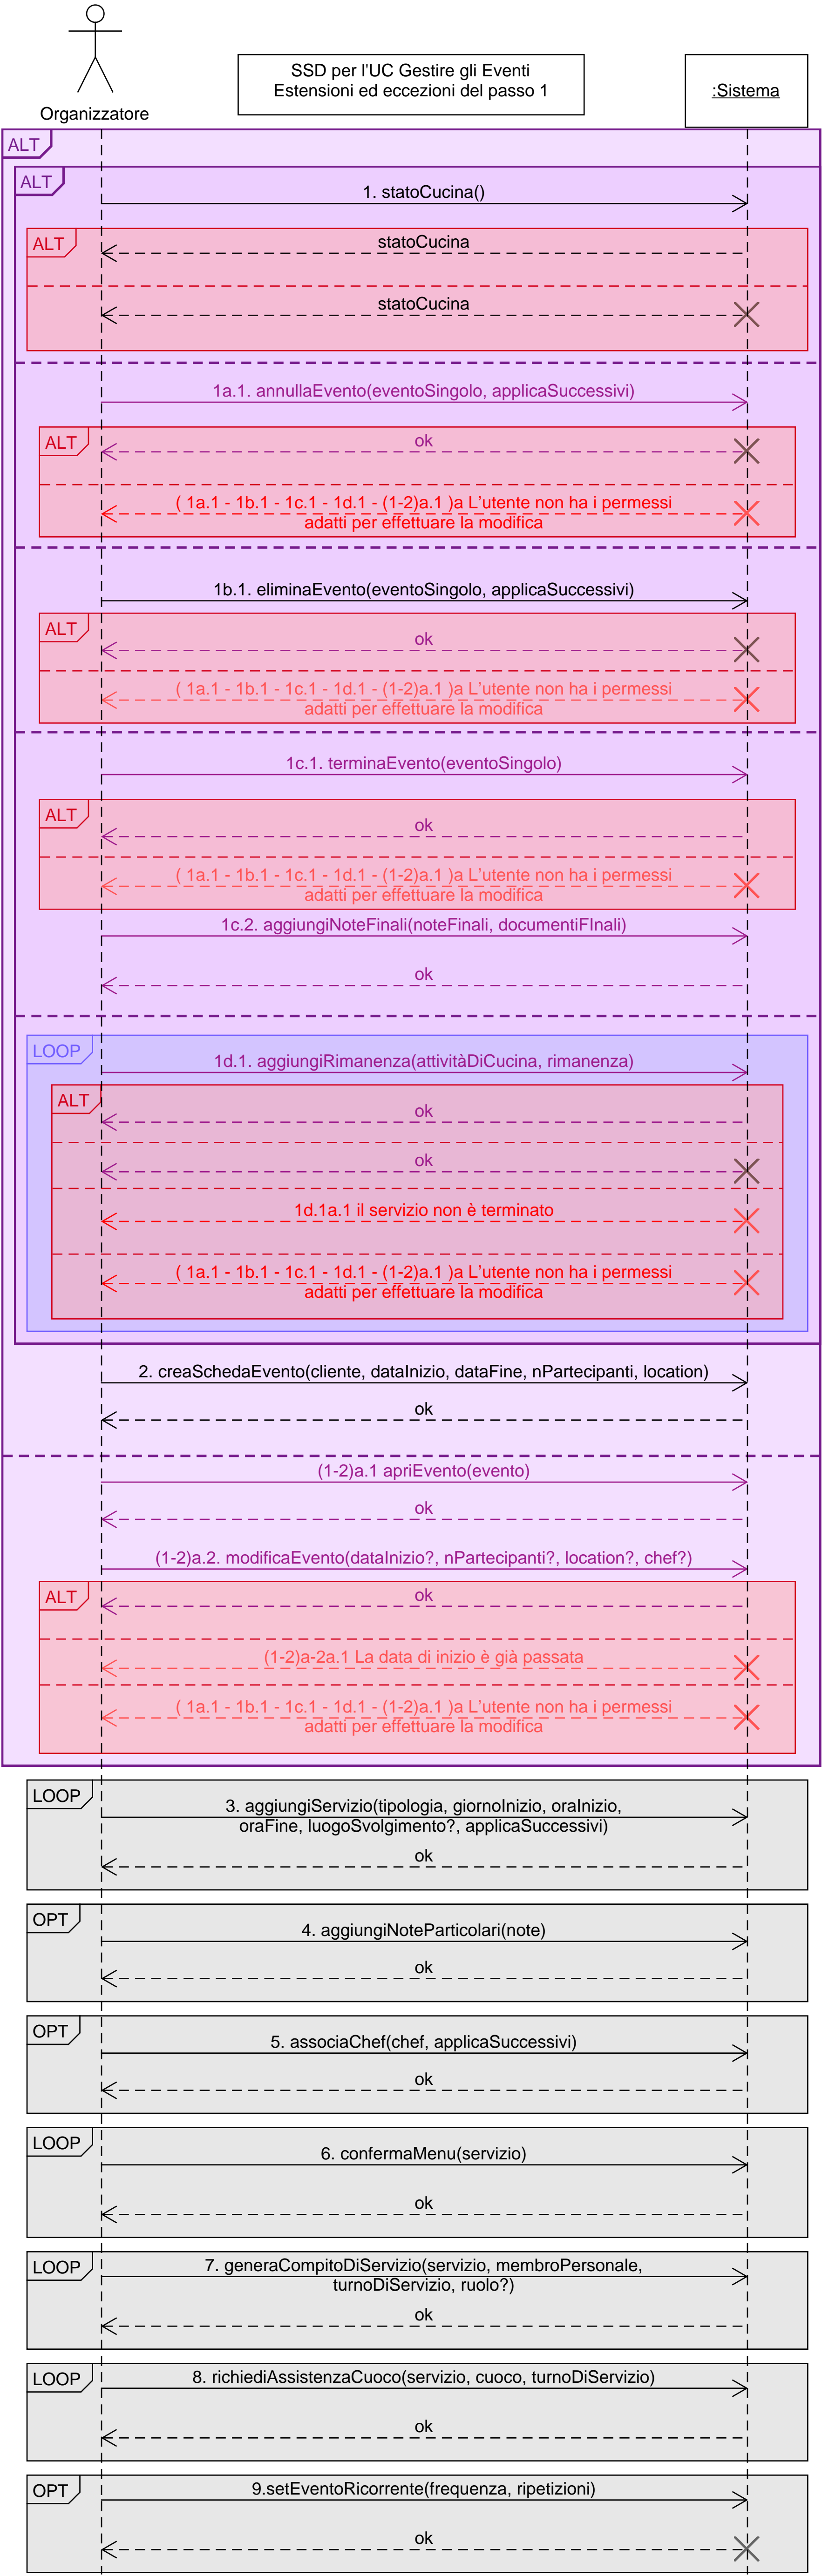 SSD per l'UC Gestire gli Eventi
Estensioni ed eccezioni del passo 1
:Sistema
Organizzatore
ALT
ALT
1. statoCucina()
ALT
statoCucina
statoCucina
1a.1. annullaEvento(eventoSingolo, applicaSuccessivi)
ALT
ok
( 1a.1 - 1b.1 - 1c.1 - 1d.1 - (1-2)a.1 )a L'utente non ha i permessi
adatti per effettuare la modifica
1b.1. eliminaEvento(eventoSingolo, applicaSuccessivi)
ALT
ok
( 1a.1 - 1b.1 - 1c.1 - 1d.1 - (1-2)a.1 )a L'utente non ha i permessi
adatti per effettuare la modifica
1c.1. terminaEvento(eventoSingolo)
ALT
ok
( 1a.1 - 1b.1 - 1c.1 - 1d.1 - (1-2)a.1 )a L'utente non ha i permessi
adatti per effettuare la modifica
1c.2. aggiungiNoteFinali(noteFinali, documentiFInali)
ok
LOOP
1d.1. aggiungiRimanenza(attivitàDiCucina, rimanenza)
ALT
ok
ok
1d.1a.1 il servizio non è terminato
( 1a.1 - 1b.1 - 1c.1 - 1d.1 - (1-2)a.1 )a L'utente non ha i permessi
adatti per effettuare la modifica
2. creaSchedaEvento(cliente, dataInizio, dataFine, nPartecipanti, location)
ok
(1-2)a.1 apriEvento(evento)
ok
(1-2)a.2. modificaEvento(dataInizio?, nPartecipanti?, location?, chef?)
ALT
ok
(1-2)a-2a.1 La data di inizio è già passata
( 1a.1 - 1b.1 - 1c.1 - 1d.1 - (1-2)a.1 )a L'utente non ha i permessi
adatti per effettuare la modifica
LOOP
3. aggiungiServizio(tipologia, giornoInizio, oraInizio,
oraFine, luogoSvolgimento?, applicaSuccessivi)
ok
OPT
4. aggiungiNoteParticolari(note)
ok
OPT
5. associaChef(chef, applicaSuccessivi)
ok
LOOP
6. confermaMenu(servizio)
ok
LOOP
7. generaCompitoDiServizio(servizio, membroPersonale,
turnoDiServizio, ruolo?)
ok
LOOP
8. richiediAssistenzaCuoco(servizio, cuoco, turnoDiServizio)
ok
OPT
9.setEventoRicorrente(frequenza, ripetizioni)
ok